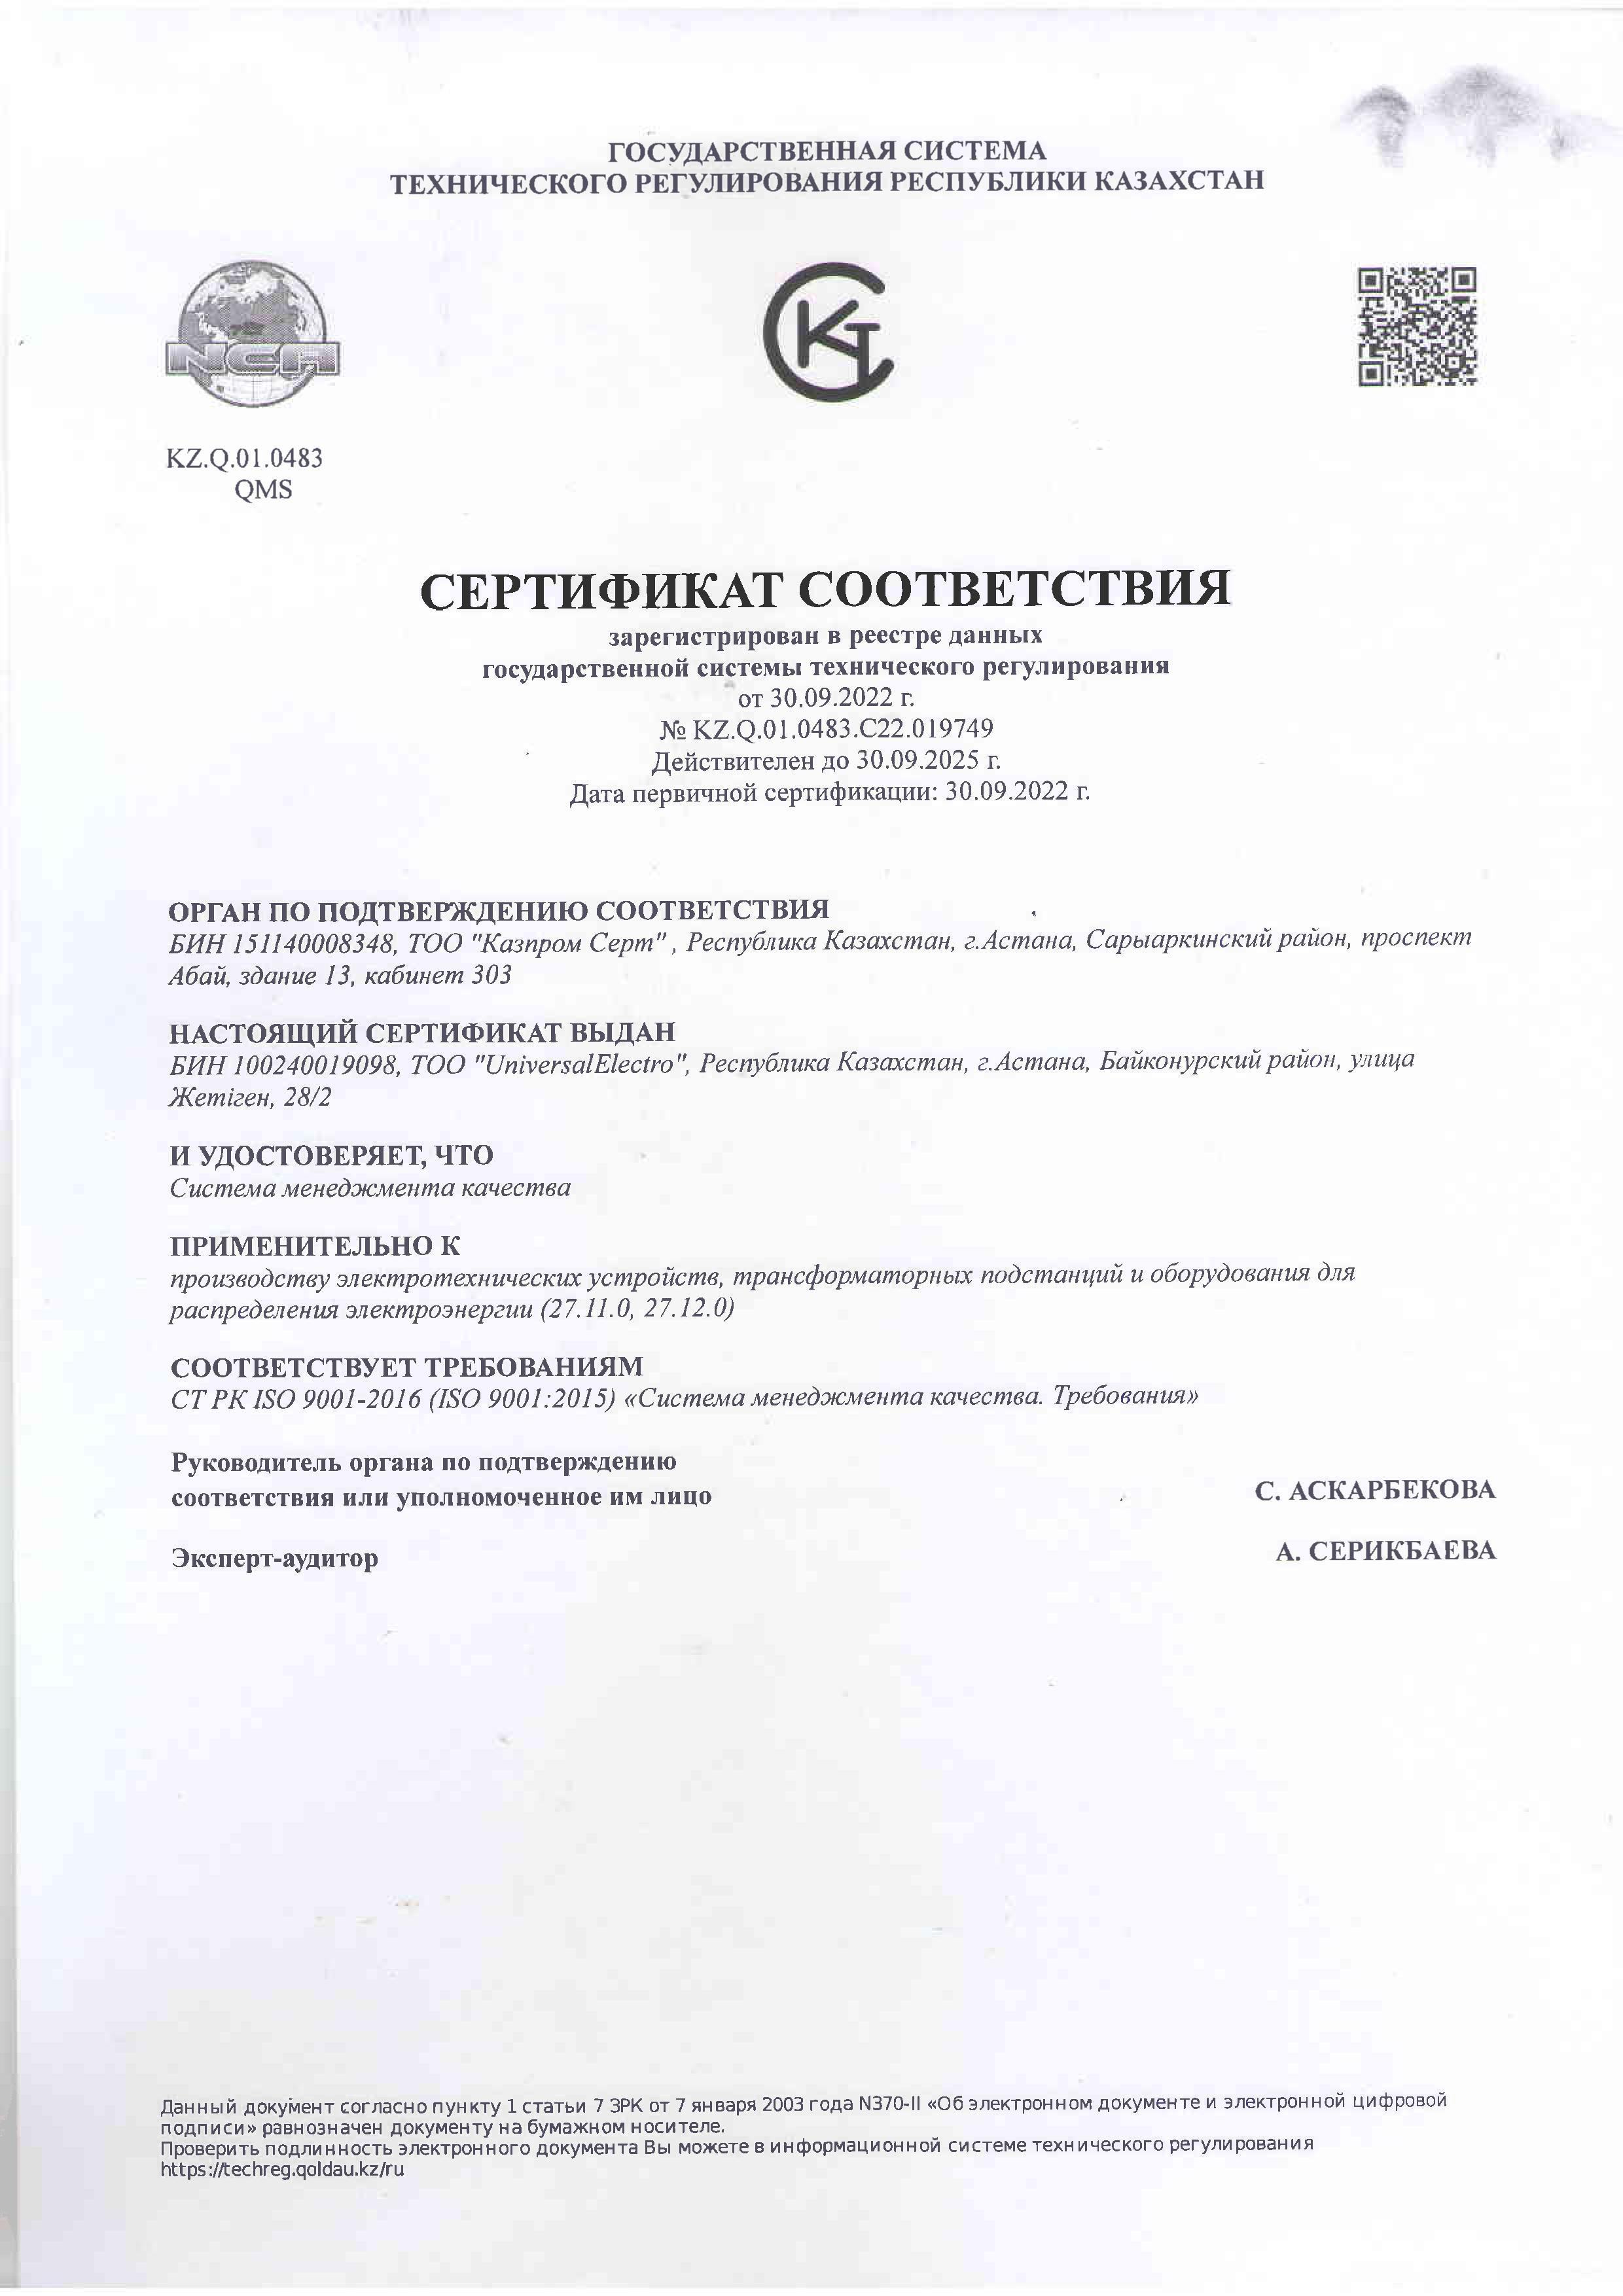 ГОСУДАРСТВЕННАЯ СИСТЕМА
ТЕХНИЧЕСКОГО РЕГУЛИРОВАНИЯ РЕСПУБЛИКИ КАЗАХСТАН
NCA
KZ.Q.01.0483
QMS
СЕРТИФИКАТ СООТВЕТСТВИЯ
зарегистрирован в реестре данных
государственной системы технического регулирования
от 30.09.2022 г.
№ KZ.Q.01.0483.C22.019749
Действителен до 30.09.2025 г.
Дата первичной сертификации: 30.09.2022 г.
ОРГАН ПО ПОДТВЕРЖДЕНИЮ СООТВЕТСТВИЯ
БИН 151140008348, ТОО "Казпром Серт" , Республика Казахстан, г.Астана, Сарыаркинский район, проспект
Абай, здание 13, кабинет 303
НАСТОЯЩИЙ СЕРТИФИКАТ ВЫДАН
БИН 100240019098, ТОО "UniversalElectro", Республика Казахстан, г.Астана, Байконурский район, улица
Жетіген, 28/2
И УДОСТОВЕРЯЕТ, ЧТО
Система менеджмента качества
ПРИМЕНИТЕЛЬНО К
производству электротехнических устройств, трансформаторных подстанций и оборудования для
распределения электроэнергии (27.11.0, 27.12.0)
СООТВЕТСТВУЕТ ТРЕБОВАНИЯМ
СТ РК ISO 9001-2016 (ISO 9001:2015) «Система менеджмента качества. Требования»
Руководитель органа по подтверждению
соответствия или уполномоченное им лицо
С. АСКАРБЕКОВА
Эксперт-аудитор
А. СЕРИКБАЕВА
Данный документ согласно пункту 1 статьи 7 ЗРК от 7 января 2003 года N370-II «Об электронном документе и электронной цифровой
подписи» равнозначен документу на бумажном носителе.
Проверить подлинность электронного документа Вы можете в информационной системе технического регулирования
https://techreg.qoldau.kz/ru